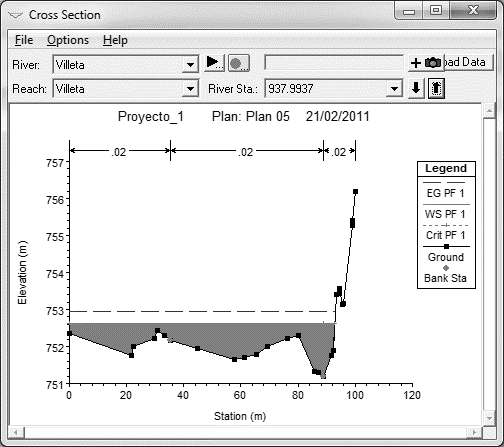 Cross Section
File Options Help
River: Villeta
Reach: Villeta River Sta.: 937.9937
Proyecto_1 Plan: Plan 05 21/02/2011
.02 .02 .02
757
756
755
754
753
752
751
Elevation (m)
0 20 40 60 80 100 120
Station (m)
Legend
EG PF 1
WS PF 1
Crit PF 1
Ground
Bank Sta